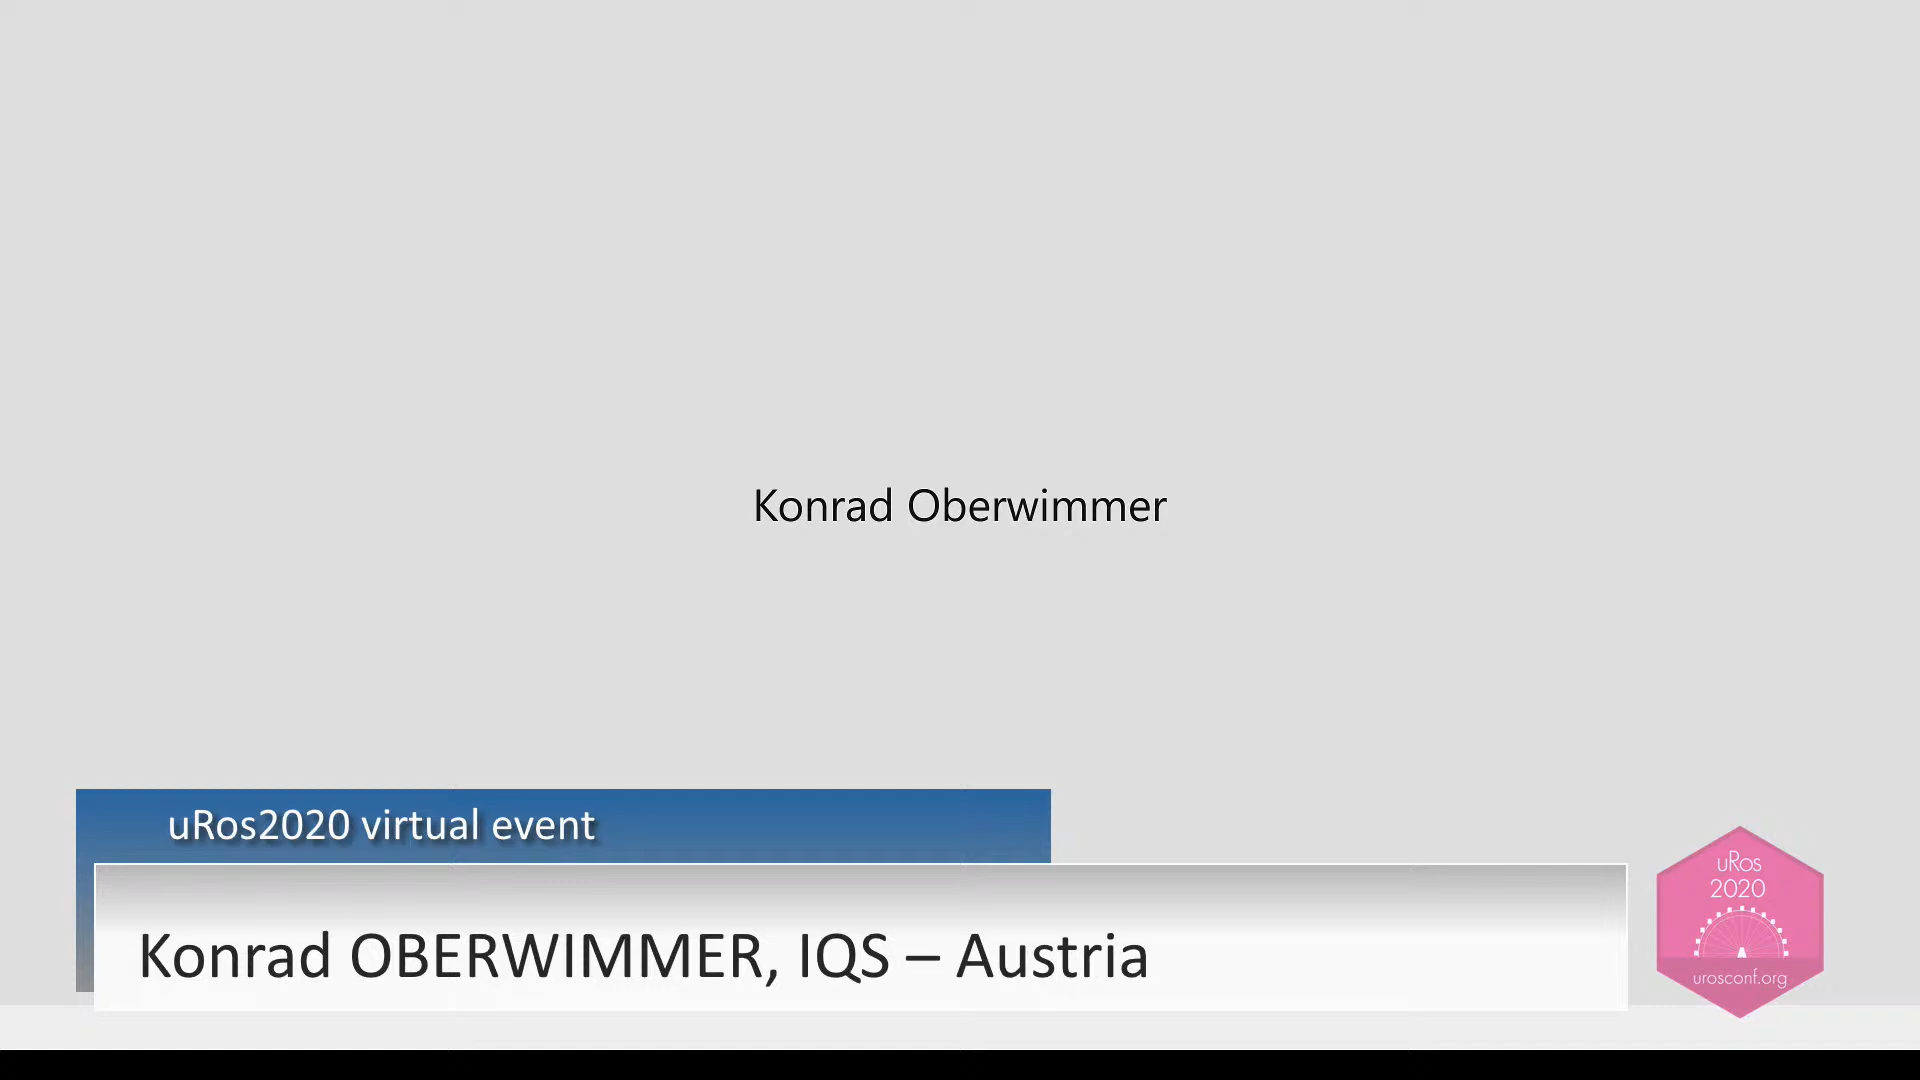 Konrad Oberwimmer
uRos2020 virtual event
Konrad OBERWIMMER, IQS – Austria
uRos
2020
urosconf.org